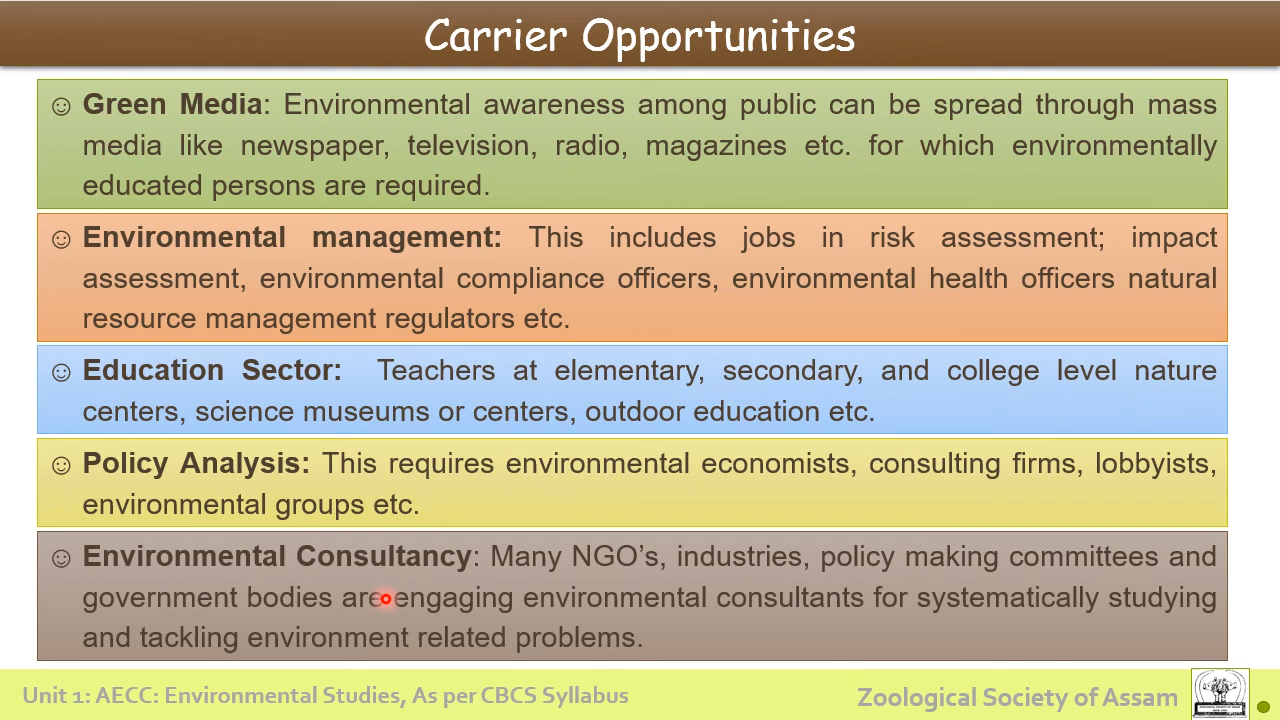 Carrier Opportunities
☺ Green Media: Environmental awareness among public can be spread through mass
media like newspaper, television, radio, magazines etc. for which environmentally
educated persons are required.
☺ Environmental management: This includes jobs in risk assessment; impact
assessment, environmental compliance officers, environmental health officers natural
resource management regulators etc.
☺ Education Sector: Teachers at elementary, secondary, and college level nature
centers, science museums or centers, outdoor education etc.
☺ Policy Analysis: This requires environmental economists, consulting firms, lobbyists,
environmental groups etc.
☺ Environmental Consultancy: Many NGO’s, industries, policy making committees and
government bodies are engaging environmental consultants for systematically studying
and tackling environment related problems.
Unit 1: AECC: Environmental Studies, As per CBCS Syllabus
Zoological Society of Assam